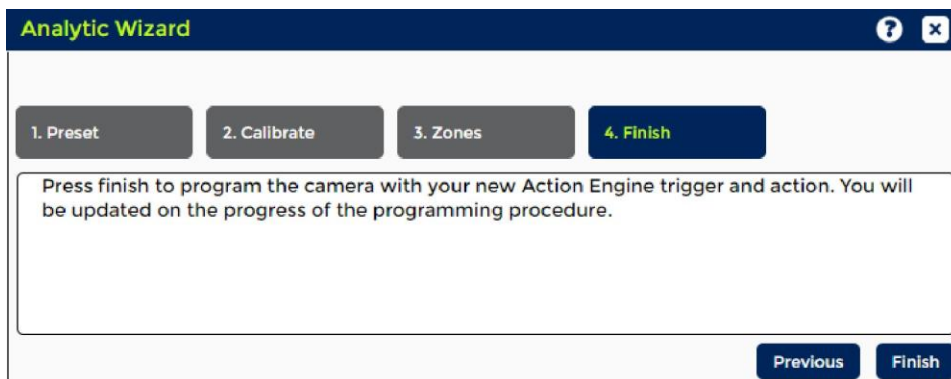 Analytic Wizard
?
1. Preset
2. Calibrate
3. Zones
4. Finish
Press finish to program the camera with your new Action Engine trigger and action. You will
be updated on the progress of the programming procedure.
Previous
Finish